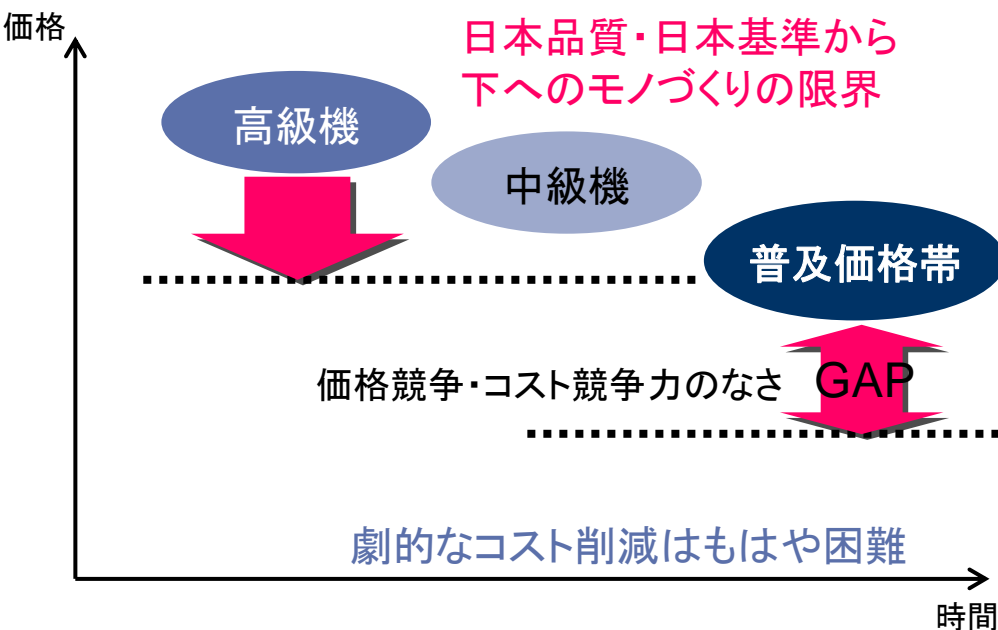 価格
日本品質・日本基準から
下へのモノづくりの限界
高級機
中級機
普及価格帯
価格競争・コスト競争力のなさ
GAP
劇的なコスト削減はもはや困難
時間